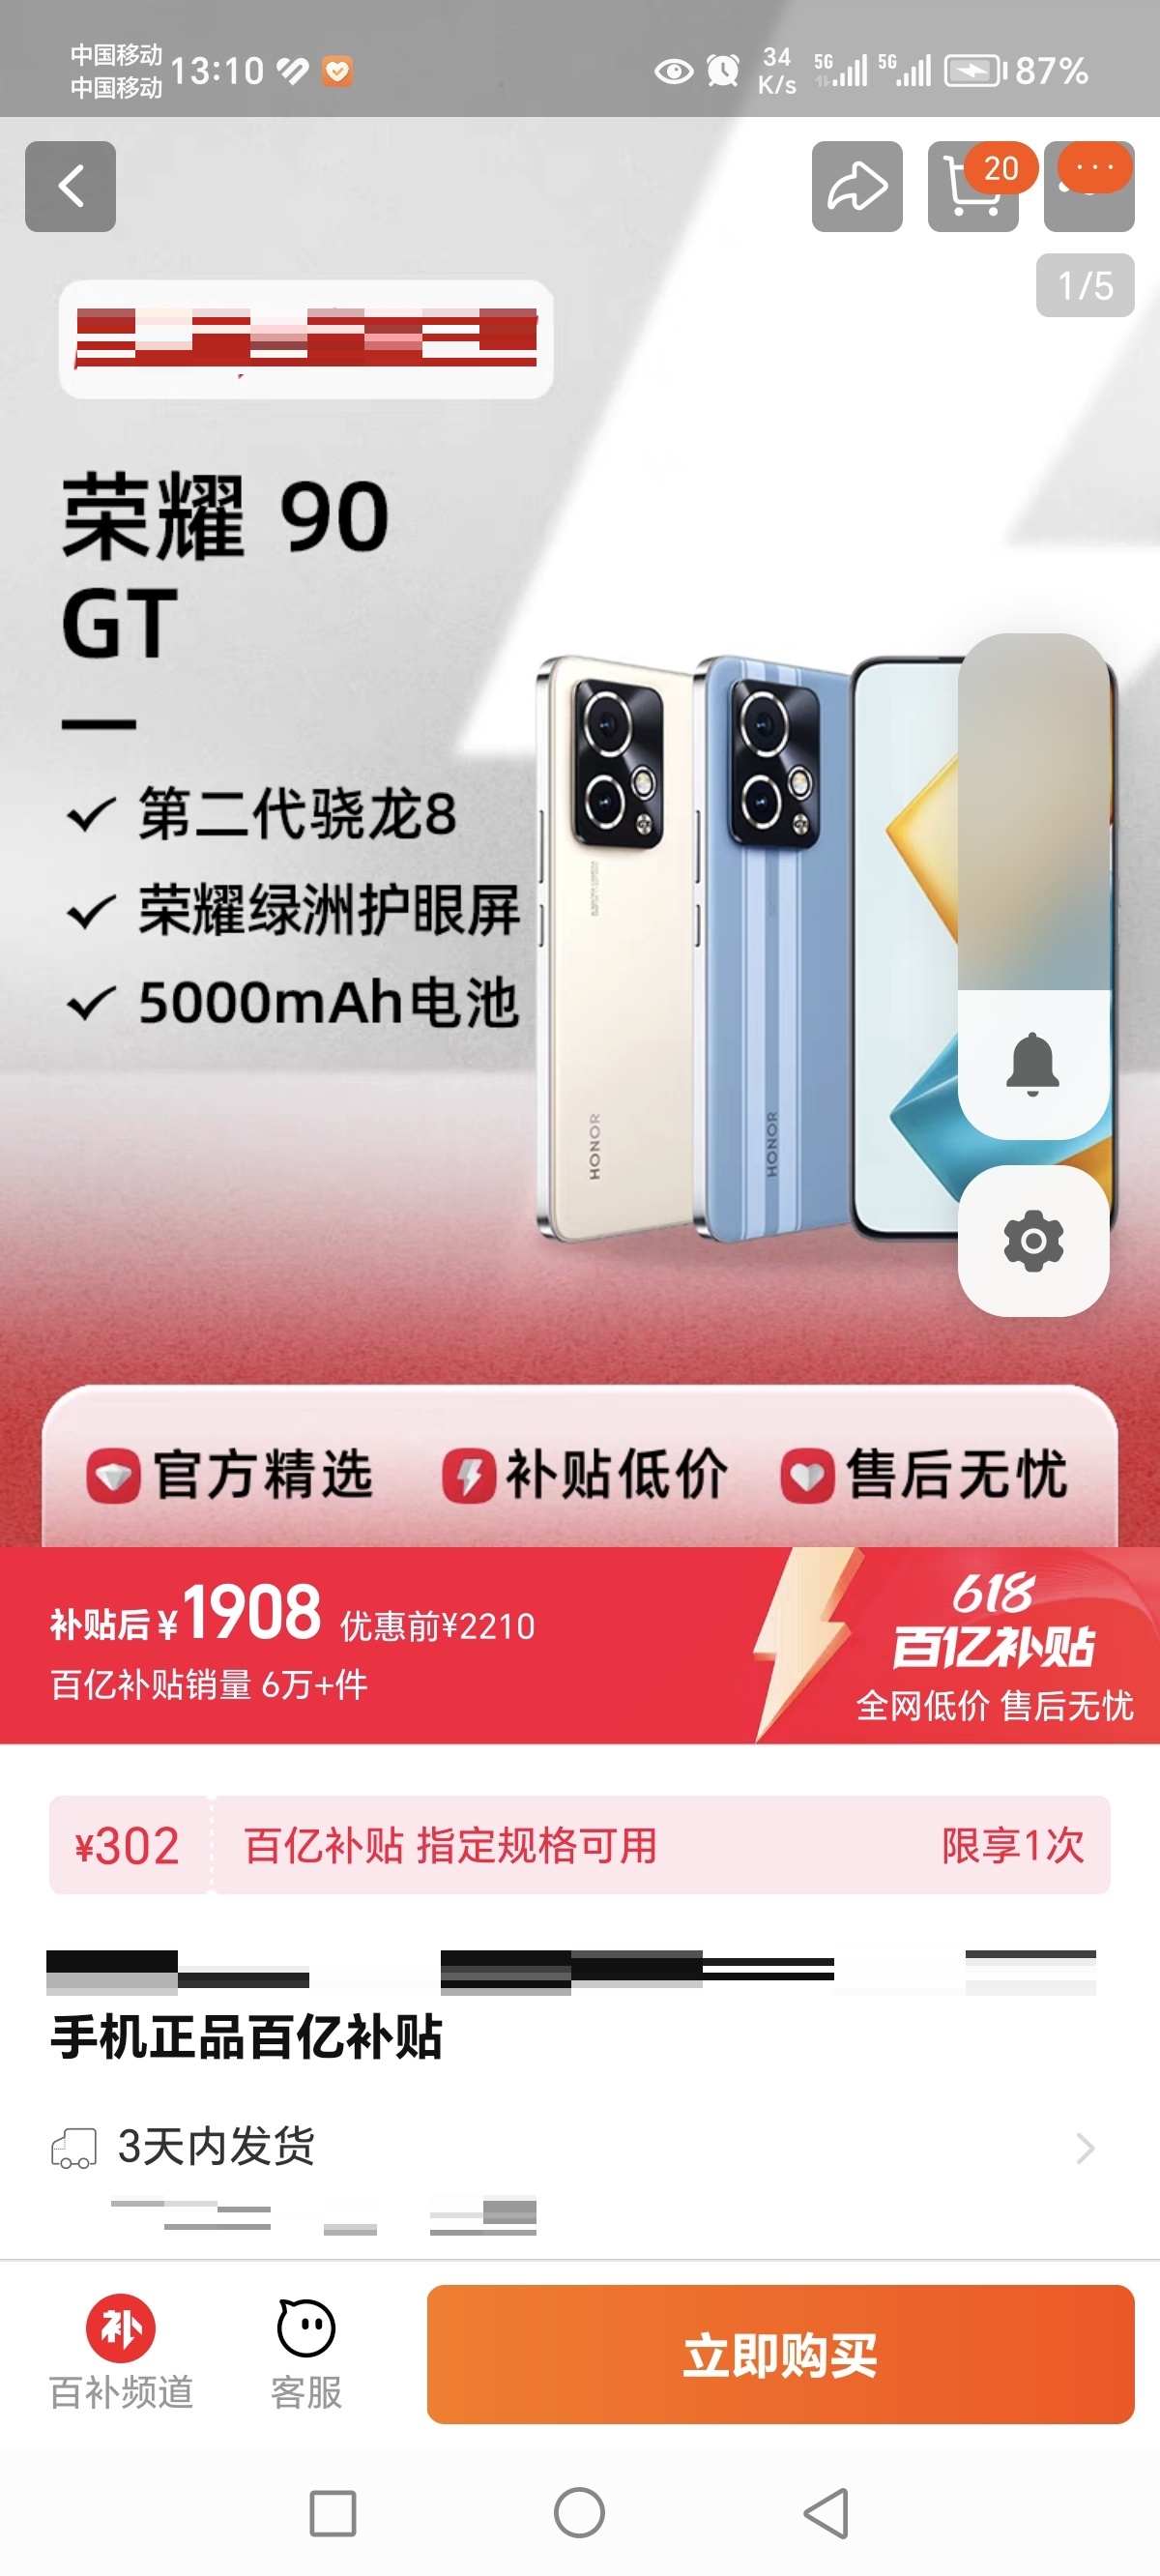 中国移动
中国移动
13:10
34
K/s
5G
5G
87%
20
...
1/5
荣耀 90
GT
第二代骁龙8
荣耀绿洲护眼屏
5000mAh电池
HONOR
HONOR
官方精选 补贴低价 售后无忧
补贴后¥1908 优惠前¥2210
百亿补贴销量 6万+件
618
百亿补贴
全网低价 售后无忧
¥302 百亿补贴 指定规格可用 限享1次
手机正品百亿补贴
3天内发货
补
百补频道
客服
立即购买